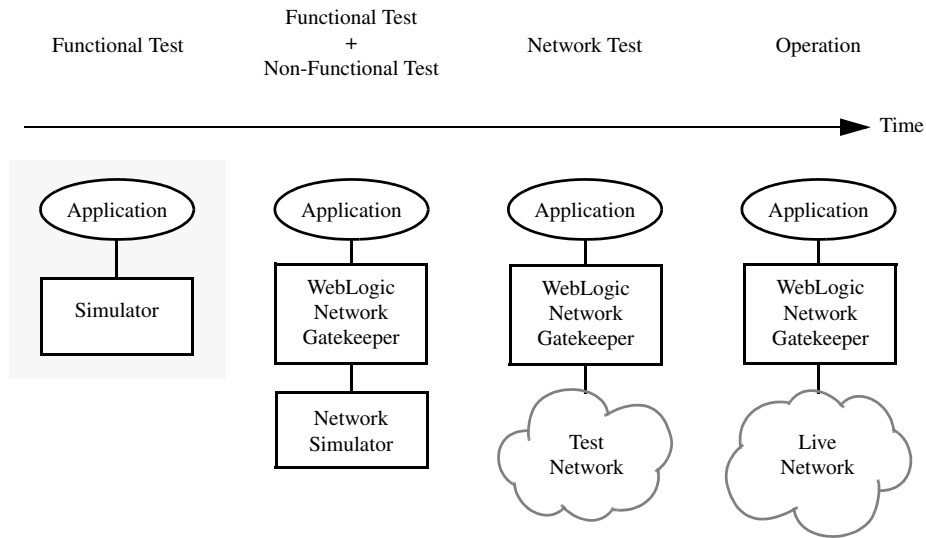 Functional Test
Functional Test
+
Non-Functional Test
Network Test
Operation
Time
Application
Simulator
Application
WebLogic
Network
Gatekeeper
Network
Simulator
Application
WebLogic
Network
Gatekeeper
Test
Network
Application
WebLogic
Network
Gatekeeper
Live
Network